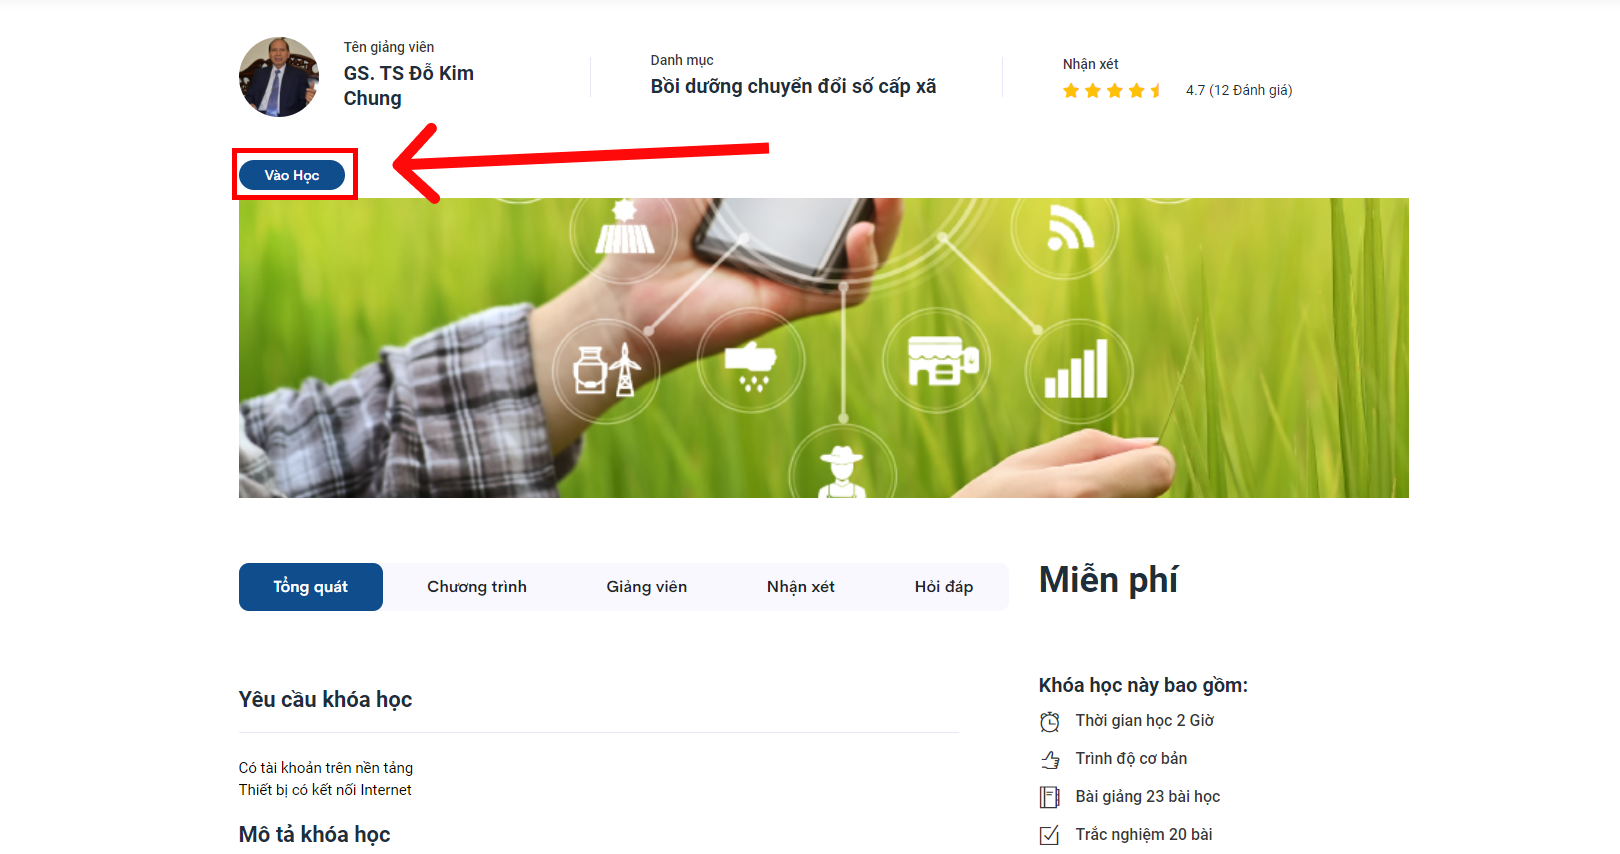 Tên giảng viên
GS. TS Đỗ Kim
Chung
Danh mục
Bồi dưỡng chuyển đổi số cấp xã
Nhận xét
4.7 (12 Đánh giá)
Vào Học
Tổng quát
Chương trình
Giảng viên
Nhận xét
Hỏi đáp
Miễn phí
Yêu cầu khóa học
Có tài khoản trên nền tảng
Thiết bị có kết nối Internet
Mô tả khóa học
Khóa học này bao gồm:
Thời gian học 2 Giờ
Trình độ cơ bản
Bài giảng 23 bài học
Trắc nghiệm 20 bài